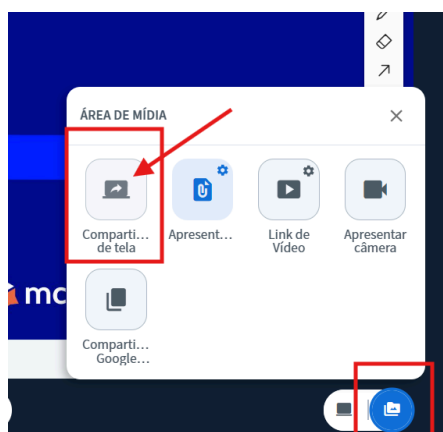 ÁREA DE MÍDIA
Comparti...
de tela
Apresent...
Link de
Vídeo
Apresentar
câmera
mc
Comparti...
Google...